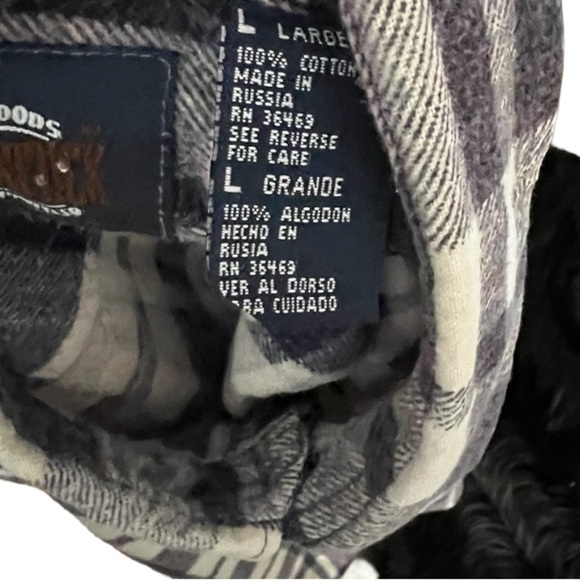 OODS
L LARGE
100% COTTON
MADE IN
RUSSIA
RN 36469
SEE REVERSE
FOR CARE
L GRANDE
100% ALGODON
HECHO EN
RUSIA
RN 36469
VER AL DORSO
PARA CUIDADO